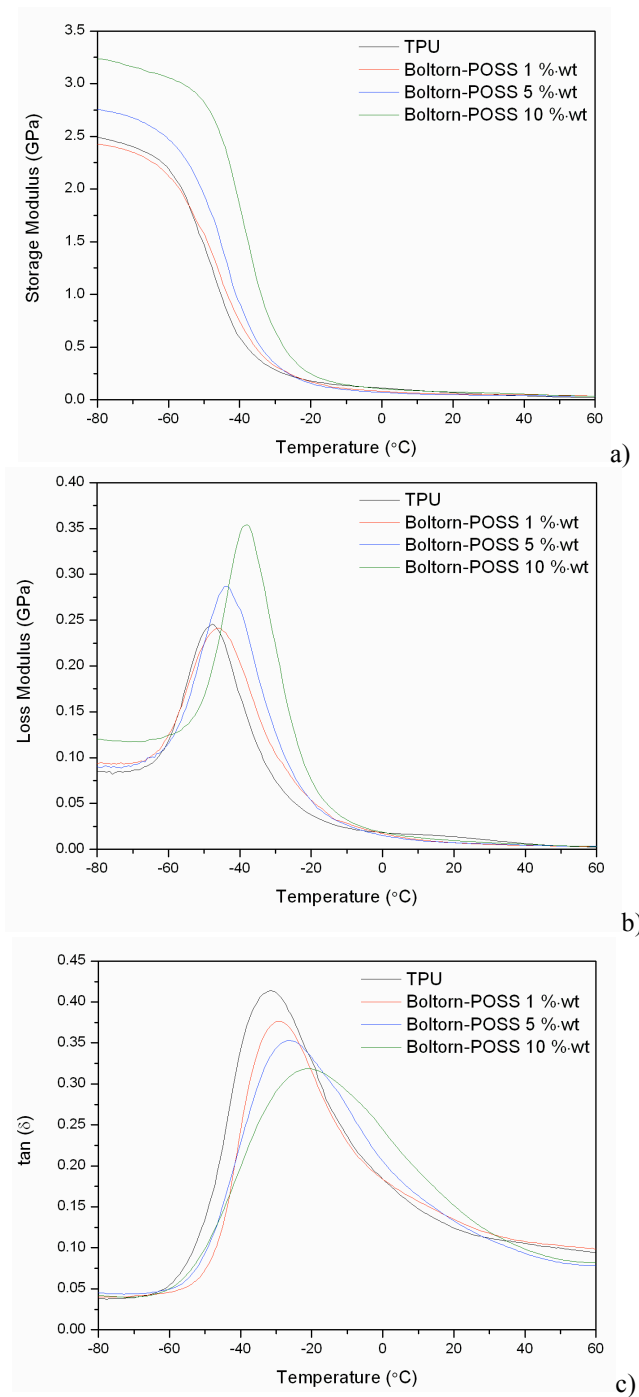 3.5
3.0
2.5
2.0
1.5
1.0
0.5
0.0
Storage Modulus (GPa)
TPU
Boltorn-POSS 1 %·wt
Boltorn-POSS 5 %·wt
Boltorn-POSS 10 %·wt
-80 -60 -40 -20 0 20 40 60
Temperature (°C)
a)
0.40
0.35
0.30
0.25
0.20
0.15
0.10
0.05
0.00
Loss Modulus (GPa)
TPU
Boltorn-POSS 1 %·wt
Boltorn-POSS 5 %·wt
Boltorn-POSS 10 %·wt
-80 -60 -40 -20 0 20 40 60
Temperature (°C)
b)
0.45
0.40
0.35
0.30
0.25
0.20
0.15
0.10
0.05
0.00
tan (δ)
TPU
Boltorn-POSS 1 %·wt
Boltorn-POSS 5 %·wt
Boltorn-POSS 10 %·wt
-80 -60 -40 -20 0 20 40 60
Temperature (°C)
c)